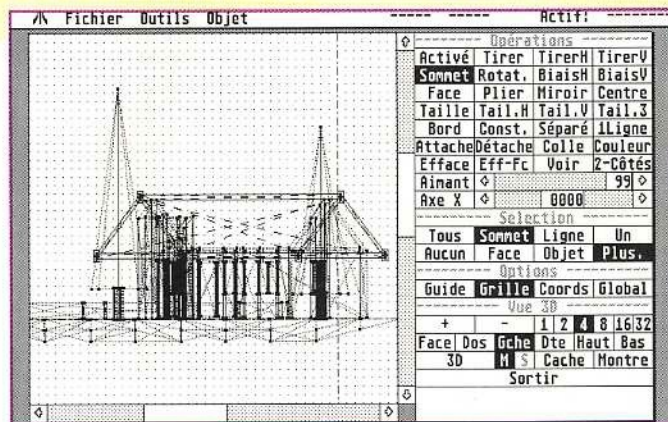 Fichier Outils Objet ----- ----- Actif: -------
Opérations
Activé Tirer TirerH TirerV
Sommet Rotat. BiaisH BiaisV
Face Plier Miroir Centre
Taille Tail.H Tail.V Tail.3
Bord Const. Séparé 1Ligne
Attache Détache Colle Couleur
Efface Eff-Fc Voir 2-Côtés
Aimant 99
Axe X 0000
Selection
Tous Sommet Ligne Un
Aucun Face Objet Plus.
Options
Guide Grille Coords Global
Vue 3D
+ - 1 2 4 8 16 32
Face Dos Gche Dte Haut Bas
3D M S Cache Montre
Sortir